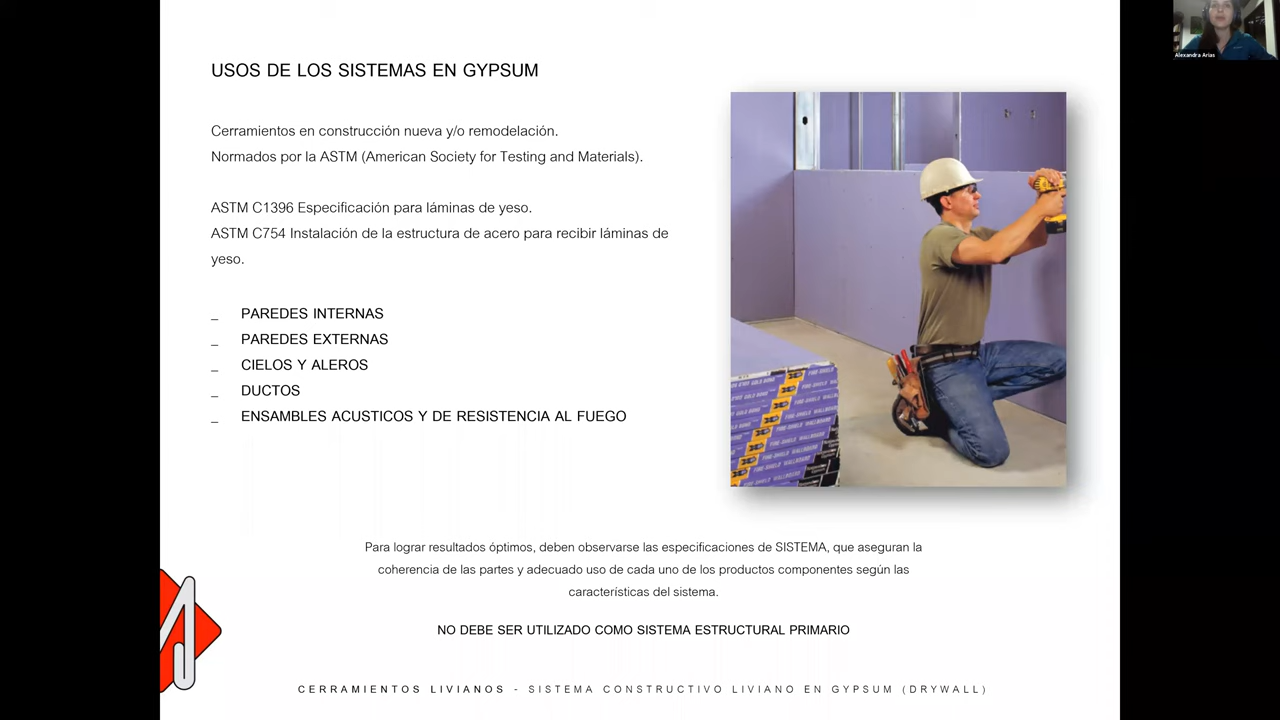 USOS DE LOS SISTEMAS EN GYPSUM
Cerramientos en construcción nueva y/o remodelación.
Normados por la ASTM (American Society for Testing and Materials).
ASTM C1396 Especificación para láminas de yeso.
ASTM C754 Instalación de la estructura de acero para recibir láminas de
yeso.
_ PAREDES INTERNAS
_ PAREDES EXTERNAS
_ CIELOS Y ALEROS
_ DUCTOS
_ ENSAMBLES ACUSTICOS Y DE RESISTENCIA AL FUEGO
Para lograr resultados óptimos, deben observarse las especificaciones de SISTEMA, que aseguran la
coherencia de las partes y adecuado uso de cada uno de los productos componentes según las
características del sistema.
NO DEBE SER UTILIZADO COMO SISTEMA ESTRUCTURAL PRIMARIO
CERRAMIENTOS LIVIANOS - SISTEMA CONSTRUCTIVO LIVIANO EN GYPSUM (DRYWALL)
Alexandra Arias